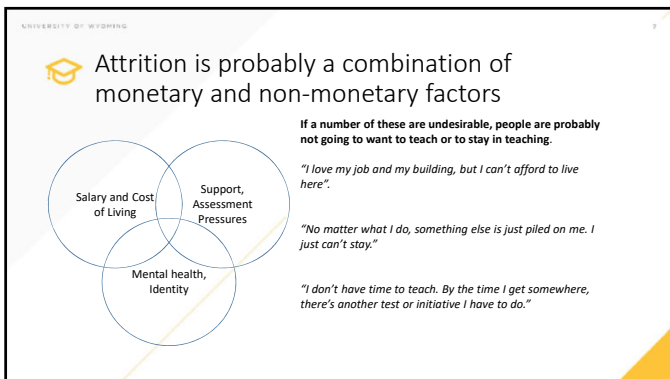 UNIVERSITY OF WYOMING
Attrition is probably a combination of
monetary and non-monetary factors
Salary and Cost
of Living
Support,
Assessment
Pressures
Mental health,
Identity
If a number of these are undesirable, people are probably
not going to want to teach or to stay in teaching.
“I love my job and my building, but I can’t afford to live
here”.
“No matter what I do, something else is just piled on me. I
just can’t stay.”
“I don’t have time to teach. By the time I get somewhere,
there’s another test or initiative I have to do.”